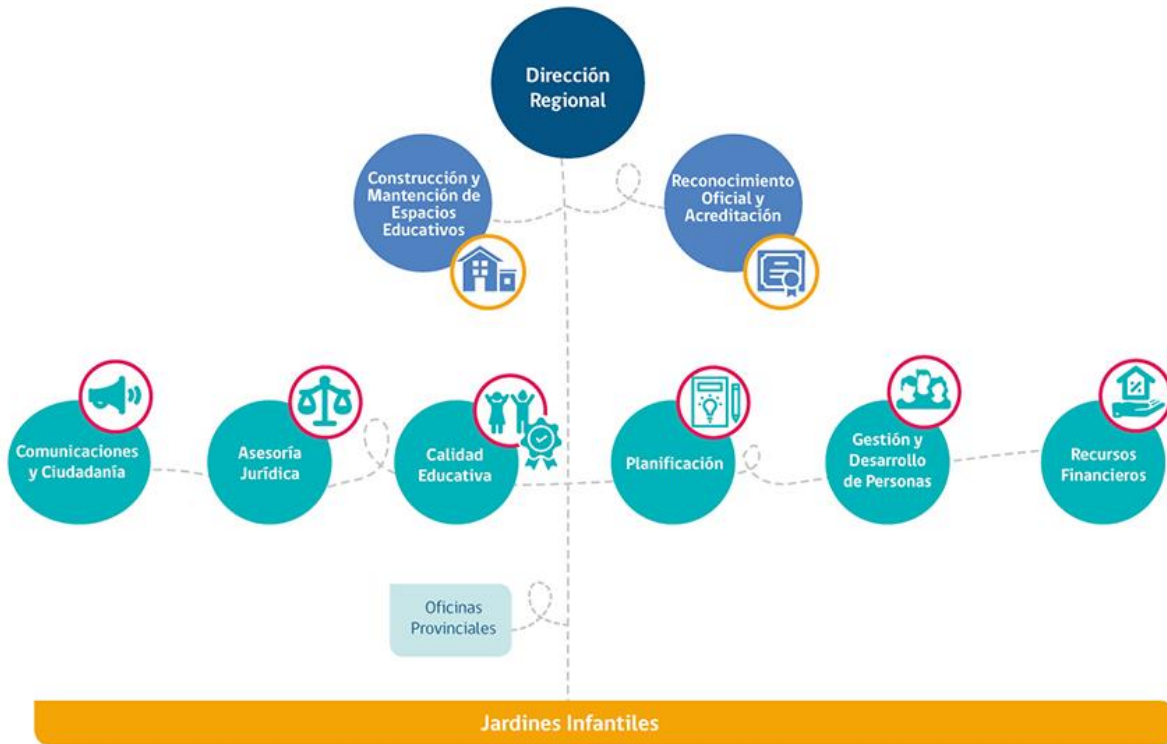 Dirección
Regional
Construcción y
Mantención de
Espacios
Educativos
Reconocimiento
Oficial y
Acreditación
Comunicaciones
y Ciudadanía
Asesoría
Jurídica
Calidad
Educativa
Planificación
Gestión y
Desarrollo
de Personas
Recursos
Financieros
Oficinas
Provinciales
Jardines Infantiles